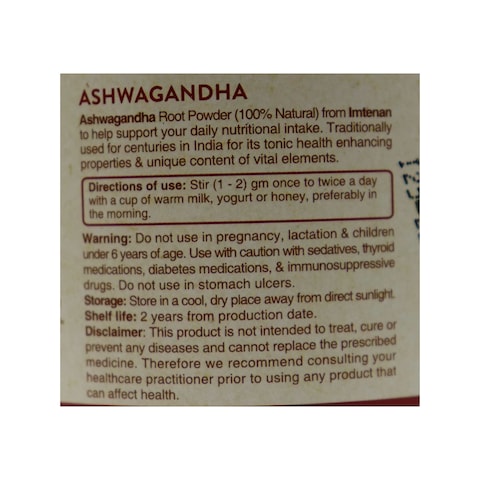 ASHWAGANDHA
Ashwagandha Root Powder (100% Natural) from Imtenan
to help support your daily nutritional intake. Traditionally
used for centuries in India for its tonic health enhancing
properties & unique content of vital elements.
Directions of use: Stir (1 - 2) gm once to twice a day
with a cup of warm milk, yogurt or honey, preferably in
the morning.
Warning: Do not use in pregnancy, lactation & children
under 6 years of age. Use with caution with sedatives, thyroid
medications, diabetes medications, & immunosuppressive
drugs. Do not use in stomach ulcers.
Storage: Store in a cool, dry place away from direct sunlight.
Shelf life: 2 years from production date.
Disclaimer: This product is not intended to treat, cure or
prevent any diseases and cannot replace the prescribed
medicine. Therefore we recommend consulting your
healthcare practitioner prior to using any product that
can affect health.